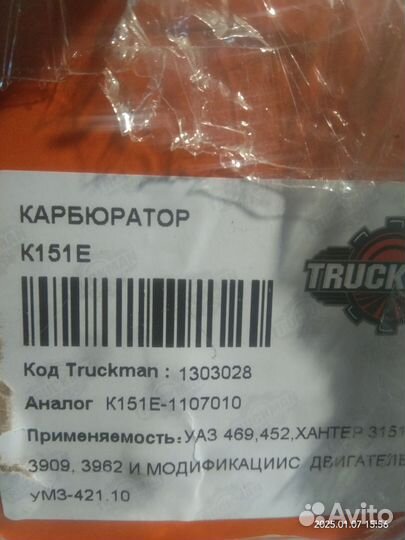 КАРБЮРАТОР
К151Е
TRUCK
Код Truckman : 1303028
Аналог К151Е-1107010
Применяемость: УАЗ 469,452,ХАНТЕР 3151
3909, 3962 И МОДИФИКАЦИИС ДВИГАТЕЛЕ
УМЗ-421.10
2025.01.07 15:56
Avito